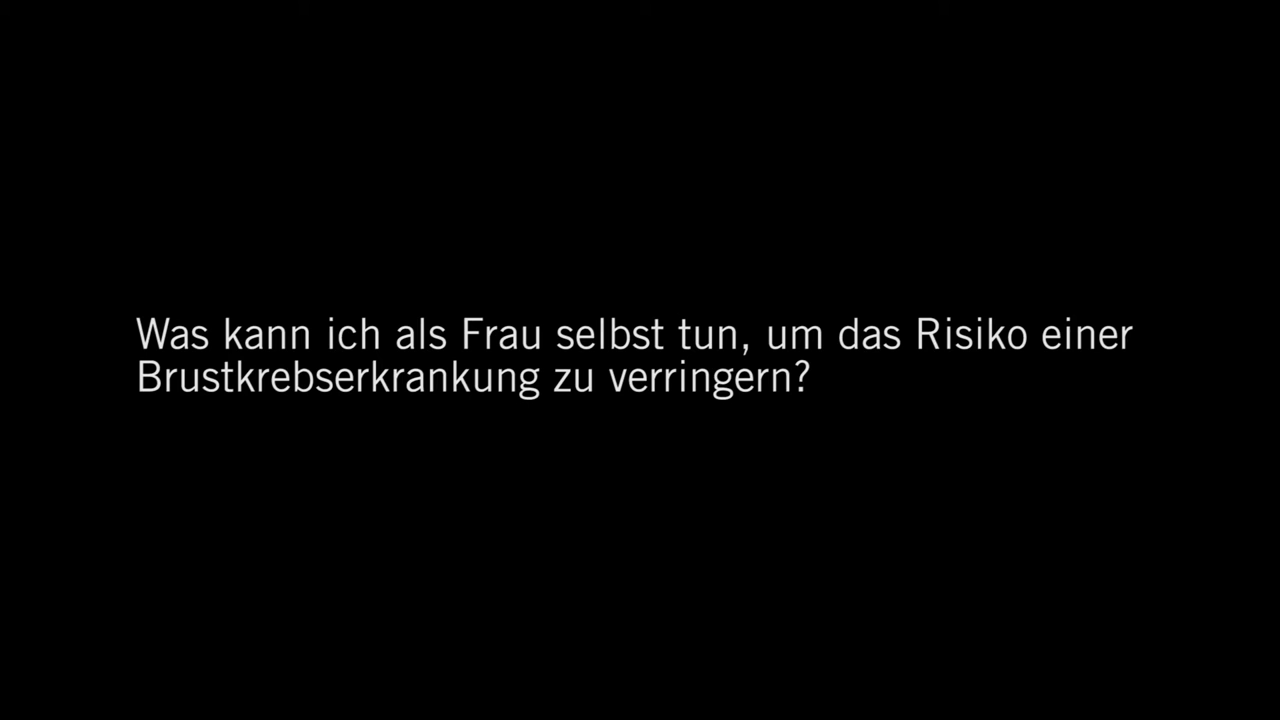 Was kann ich als Frau selbst tun, um das Risiko einer
Brustkrebserkrankung zu verringern?